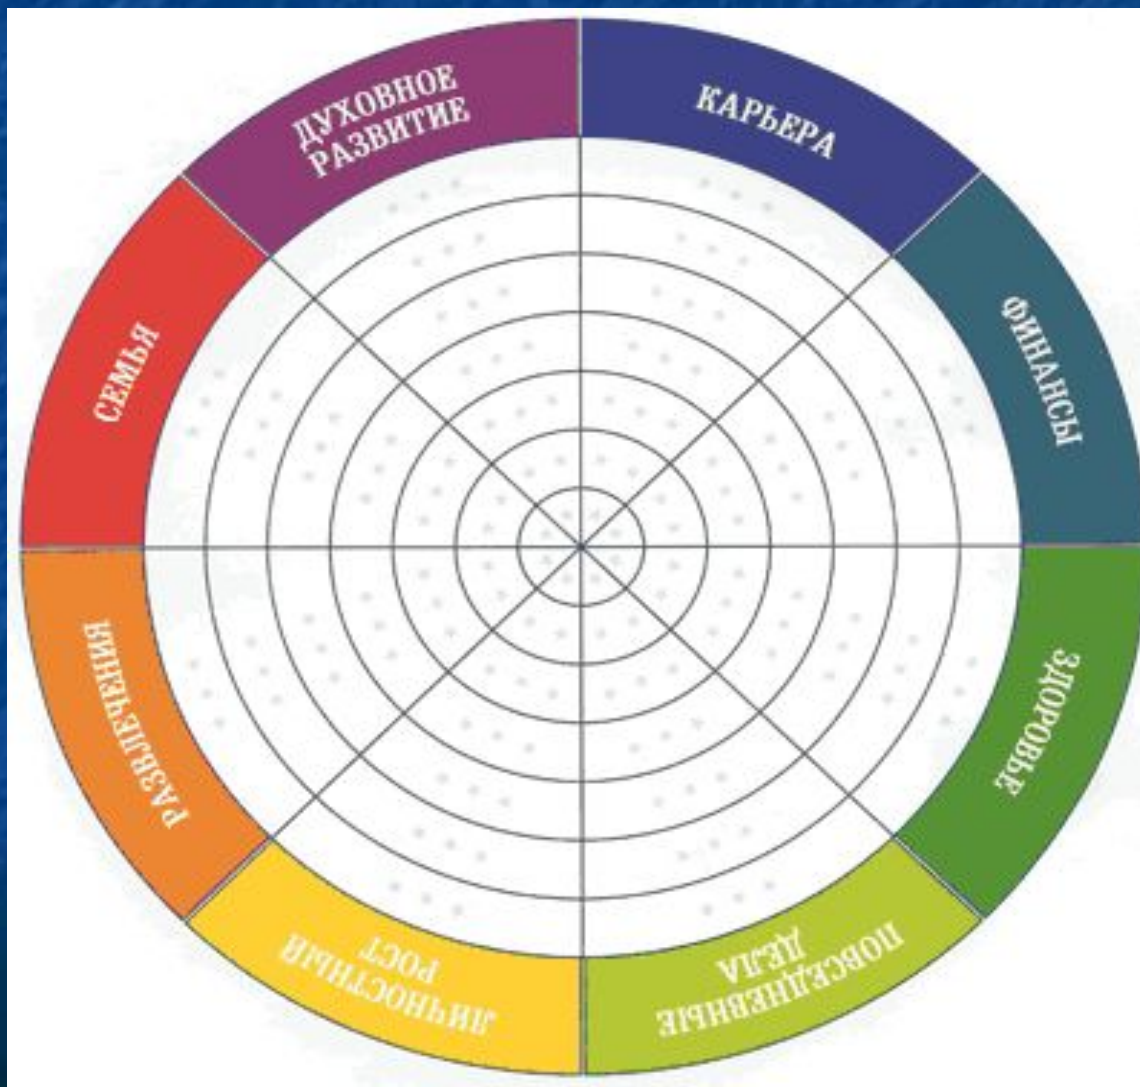 ДУХОВНОЕ
РАЗВИТИЕ
КАРЬЕРА
ФИНАНСЫ
ЗДОРОВЬЕ
ПОВСЕДНЕВНЫЕ
ДЕЛА
ЛИЧНОСТНЫЙ
РОСТ
РАЗВЛЕЧЕНИЯ
СЕМЬЯ